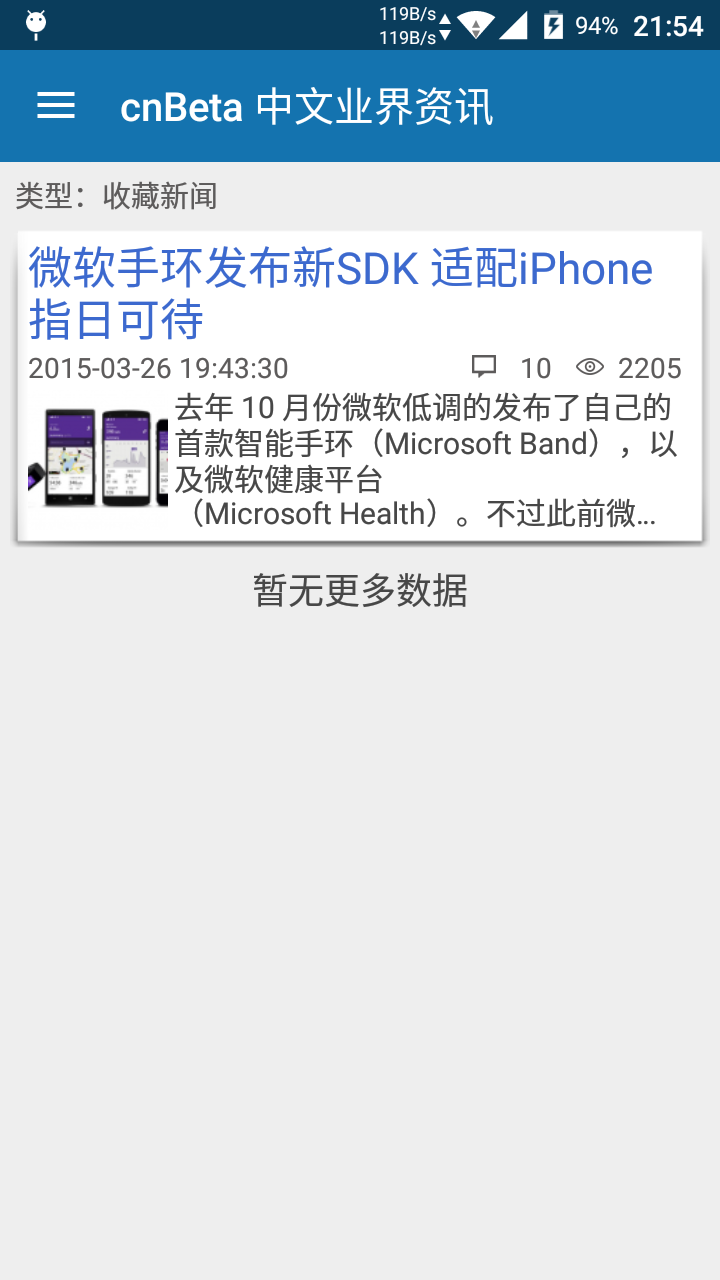 119B/s
119B/s
94% 21:54
cnBeta 中文业界资讯
类型：收藏新闻
微软手环发布新SDK 适配iPhone
指日可待
2015-03-26 19:43:30 10 2205
去年 10 月份微软低调的发布了自己的
首款智能手环（Microsoft Band），以
及微软健康平台
（Microsoft Health）。不过此前微...
暂无更多数据